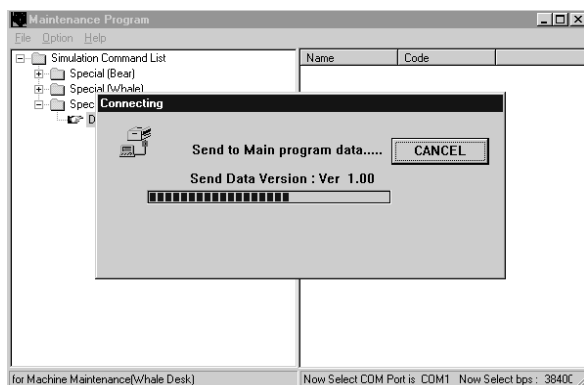 Maintenance Program
File Option Help
Simulation Command List
Name Code
Special (Bear)
Special (Whale)
Spec
D
Connecting
Send to Main program data.....
CANCEL
Send Data Version : Ver 1.00
for Machine Maintenance(Whale Desk)
Now Select COM Port is COM1 Now Select bps : 38400